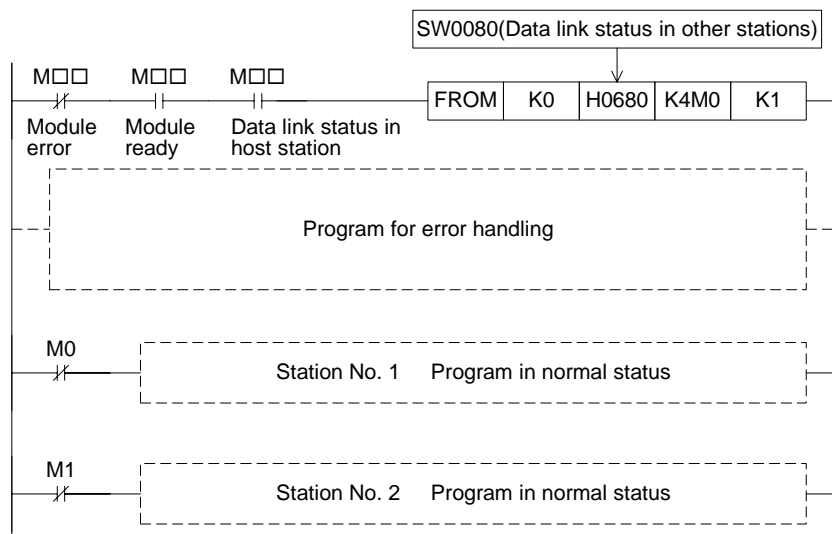 SW0080(Data link status in other stations)
M□□ M□□ M□□
FROM K0 H0680 K4M0 K1
Module error
Module ready
Data link status in host station
Program for error handling
M0
Station No. 1 Program in normal status
M1
Station No. 2 Program in normal status